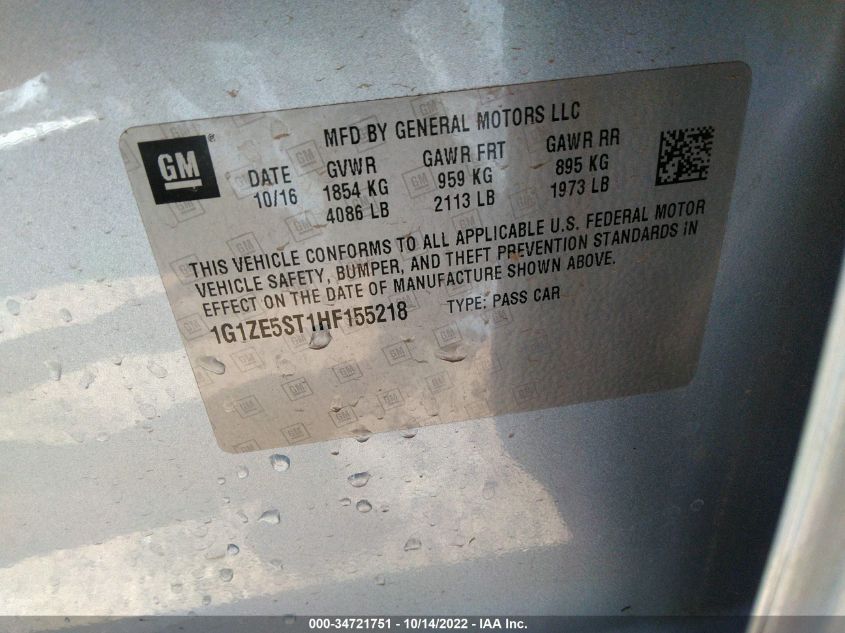 GM ®
MFD BY GENERAL MOTORS LLC
DATE GVWR GAWR FRT GAWR RR
10/16 1854 KG 959 KG 895 KG
4086 LB 2113 LB 1973 LB
THIS VEHICLE CONFORMS TO ALL APPLICABLE U.S. FEDERAL MOTOR
VEHICLE SAFETY, BUMPER, AND THEFT PREVENTION STANDARDS IN
EFFECT ON THE DATE OF MANUFACTURE SHOWN ABOVE.
1G1ZE5ST1HF155218 TYPE: PASS CAR
000-34721751 | 10/14/2022 - IAA Inc.